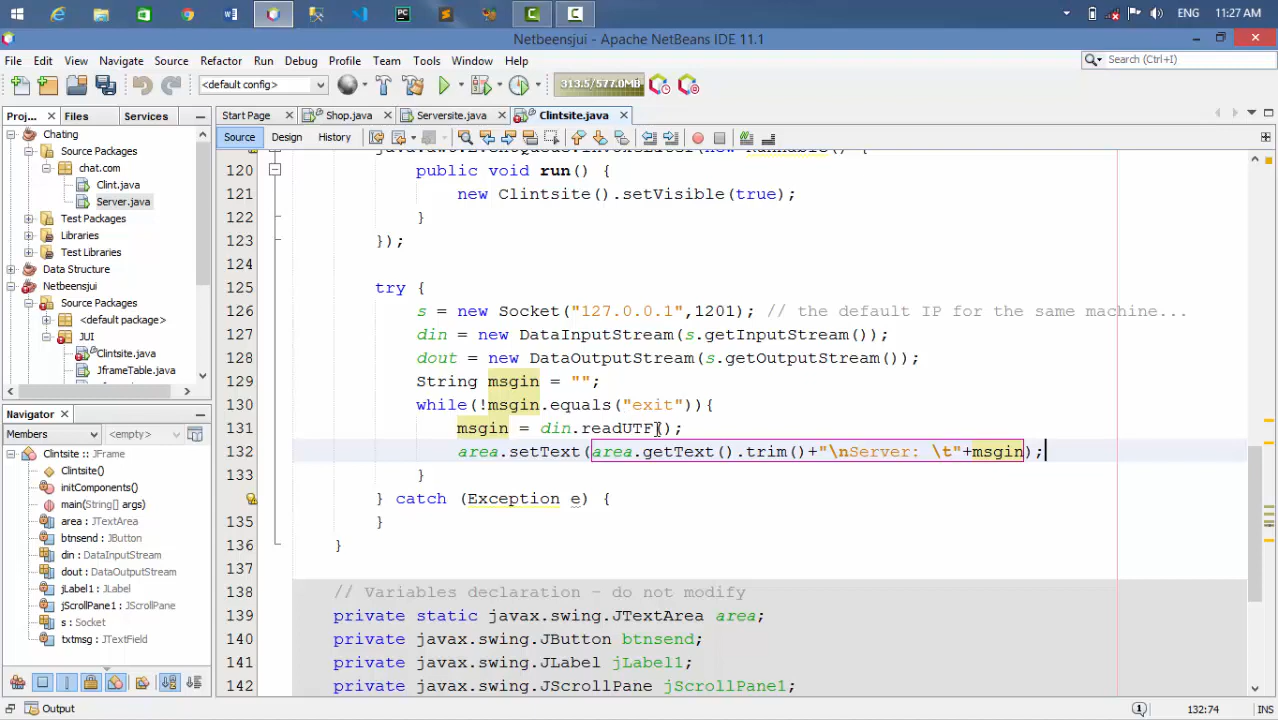 ENG
11:27 AM
Netbeensjui - Apache NetBeans IDE 11.1
File Edit View Navigate Source Refactor Run Debug Profile Team Tools Window Help
Search (Ctrl+I)
<default config>
313.5/577.0MB
Proj... Files Services
Start Page Shop.java Serversite.java Clintsite.java
Source Design History
Chating
Source Packages
chat.com
Clint.java
Server.java
Test Packages
Libraries
Test Libraries
Data Structure
Netbeensjui
Source Packages
<default package>
JUI
Clintsite.java
JframeTable.java
Navigator
Members <empty>
Clintsite :: JFrame
Clintsite()
initComponents()
main(String[] args)
area : JTextArea
btnsend : JButton
din : DataInputStream
dout : DataOutputStream
jLabel1 : JLabel
jScrollPane1 : JScrollPane
s : Socket
txtmsg : JTextField
120 public void run() {
121 new Clintsite().setVisible(true);
122 }
123 });
124
125 try {
126 s = new Socket("127.0.0.1",1201); // the default IP for the same machine...
127 din = new DataInputStream(s.getInputStream());
128 dout = new DataOutputStream(s.getOutputStream());
129 String msgin = "";
130 while(!msgin.equals("exit")){
131 msgin = din.readUTF();
132 area.setText(area.getText().trim()+"\nServer: \t"+msgin);
133 }
} catch (Exception e) {
135 }
136 }
137
138 // Variables declaration - do not modify
139 private static javax.swing.JTextArea area;
140 private javax.swing.JButton btnsend;
141 private javax.swing.JLabel jLabel1;
142 private javax.swing.JScrollPane jScrollPane1;
Output
1
132:74
INS